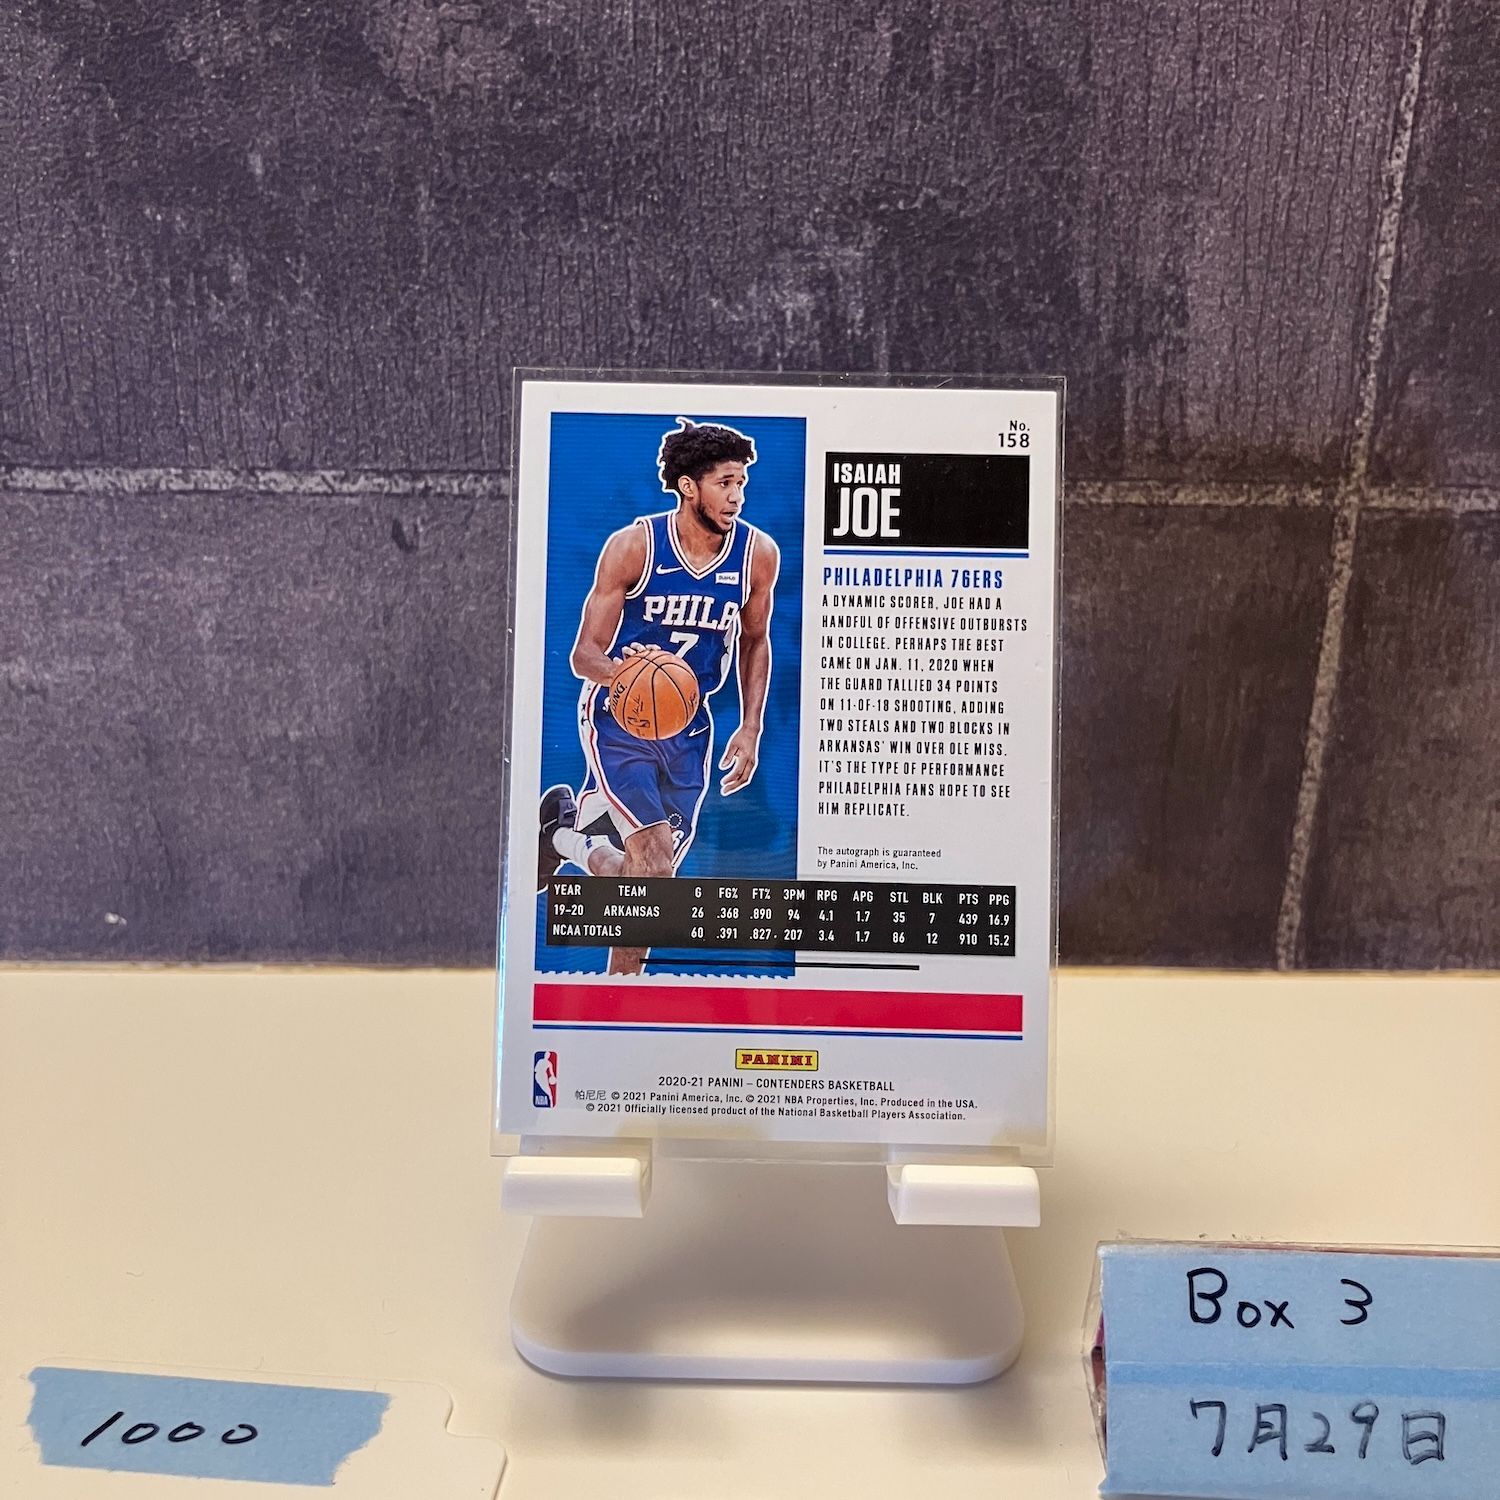 No.
158
ISAIAH
JOE
PHILADELPHIA 76ERS
A DYNAMIC SCORER, JOE HAD A
HANDFUL OF OFFENSIVE OUTBURSTS
IN COLLEGE. PERHAPS THE BEST
CAME ON JAN. 11, 2020 WHEN
THE GUARD TALLIED 34 POINTS
ON 11-OF-18 SHOOTING, ADDING
TWO STEALS AND TWO BLOCKS IN
ARKANSAS' WIN OVER OLE MISS.
IT'S THE TYPE OF PERFORMANCE
PHILADELPHIA FANS HOPE TO SEE
HIM REPLICATE.
The autograph is guaranteed
by Panini America, Inc.
PHILA
7
YEAR TEAM G FG% FT% 3PM RPG APG STL BLK PTS PPG
19-20 ARKANSAS 26 .368 .890 94 4.1 1.7 35 7 439 16.9
NCAA TOTALS 60 .391 .827 207 3.4 1.7 86 12 910 15.2
PANINI
NBA
2020-21 PANINI – CONTENDERS BASKETBALL
帕尼尼 © 2021 Panini America, Inc. © 2021 NBA Properties, Inc. Produced in the USA.
© 2021 Officially licensed product of the National Basketball Players Association.
Box 3
7月29日
1000